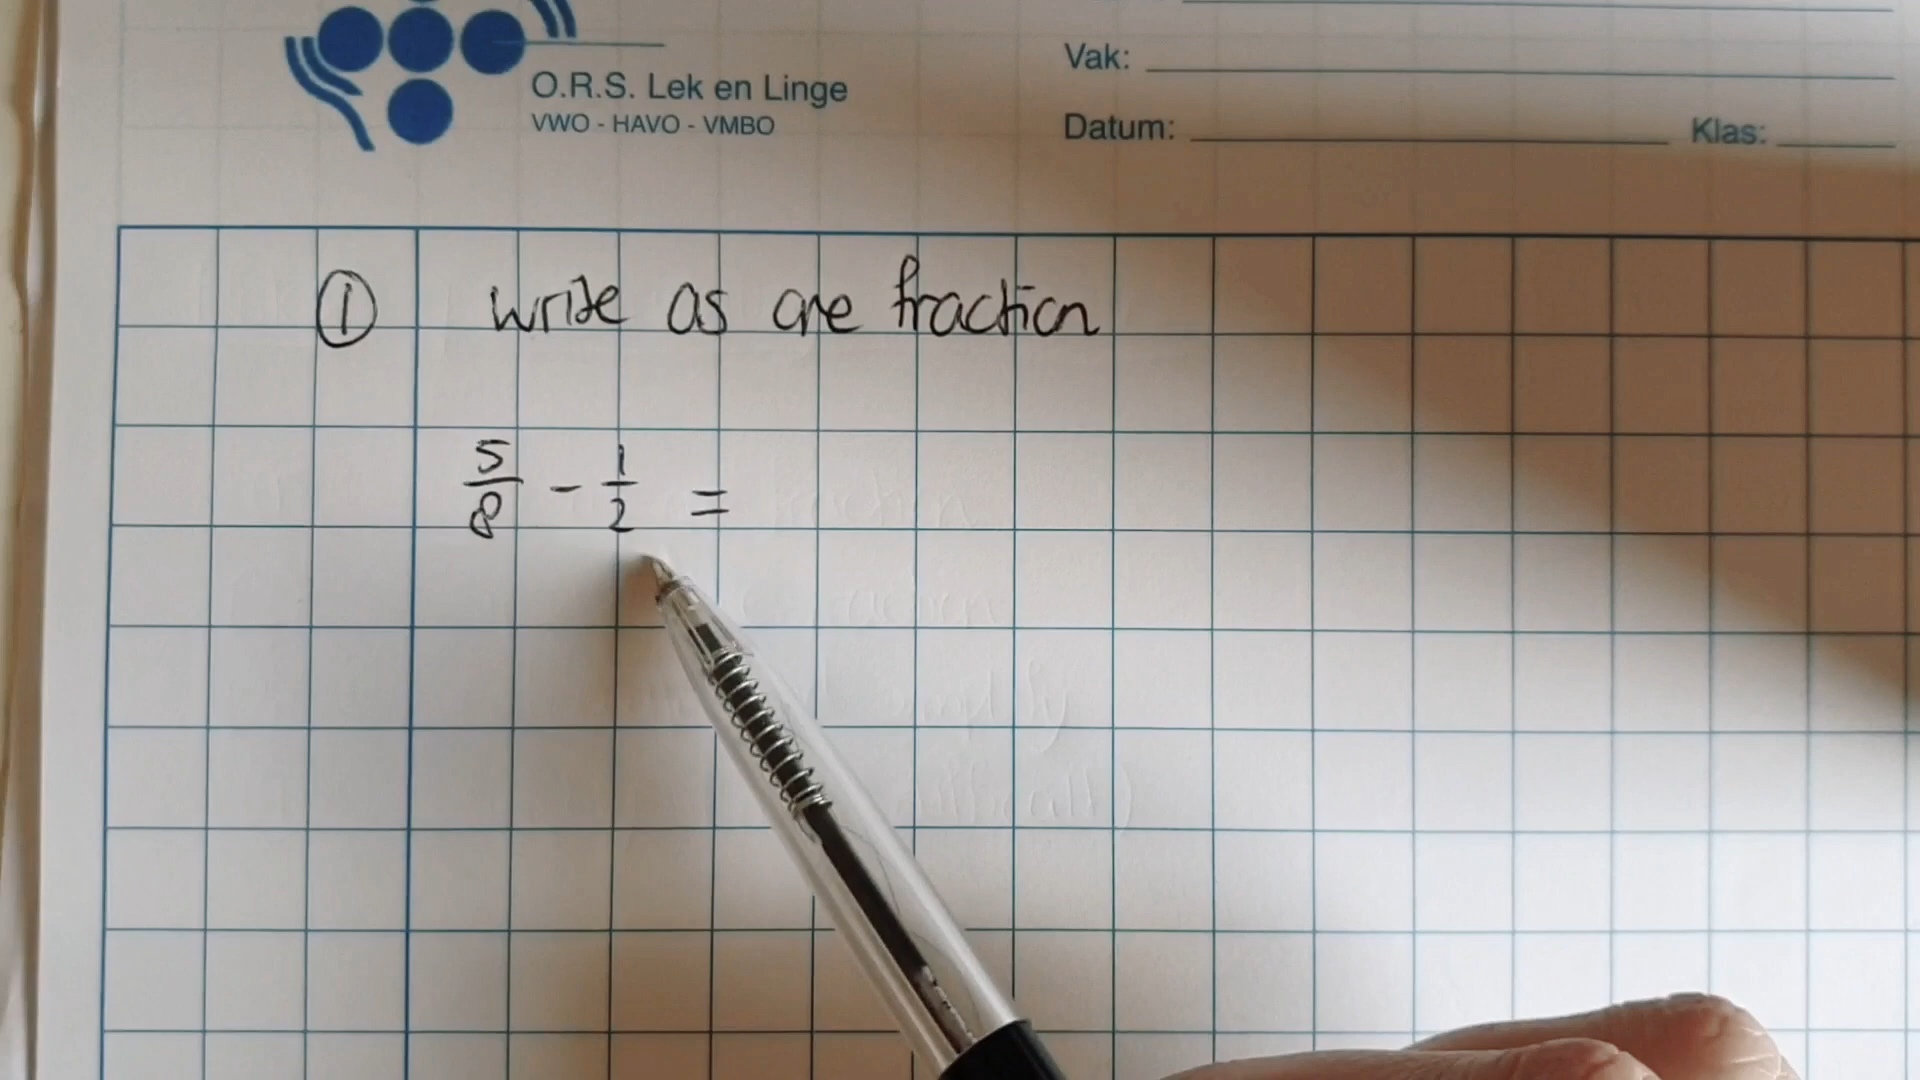 O.R.S. Lek en Linge
VWO - HAVO - VMBO
Vak:
Datum: Klas:
① write as one fraction
5/8 - 1/2 =